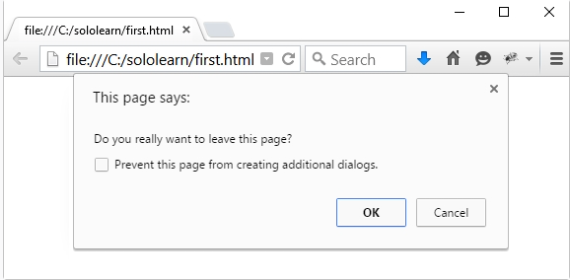 file:///C:/sololearn/first.html
file:///C:/sololearn/first.html Search
This page says:
Do you really want to leave this page?
Prevent this page from creating additional dialogs.
OK Cancel